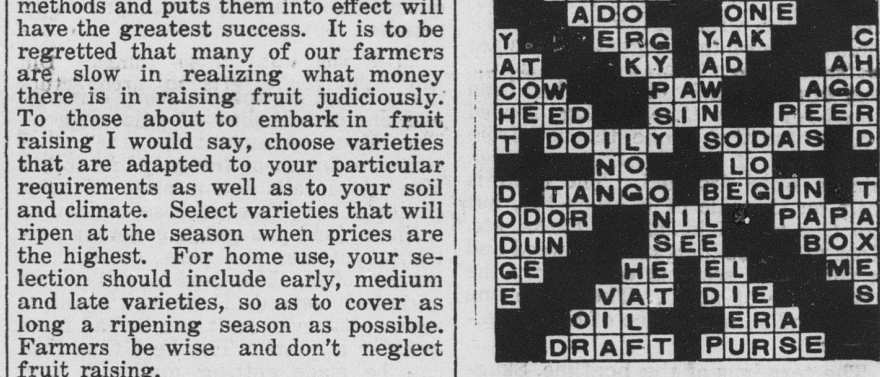 methods and puts them into effect will
have the greatest success. It is to be
regretted that many of our farmers
are slow in realizing what money
there is in raising fruit judiciously.
To those about to embark in fruit
raising I would say, choose varieties
that are adapted to your particular
requirements as well as to your soil
and climate. Select varieties that will
ripen at the season when prices are
the highest. For home use, your se-
lection should include early, medium
and late varieties, so as to cover as
long a ripening season as possible.
Farmers be wise and don't neglect
fruit raising.
ADO ONE
Y ERG YAK C
AT KY AD AH
COW PAW AGO
HEED SIN PEER
T DOILY SODAS D
NO LO
D TANGO BEGUN T
ODOR NIL PAPA
DUN SEE BOX
GE HE EL ME
E VAT DIE S
OIL ERA
DRAFT PURSE